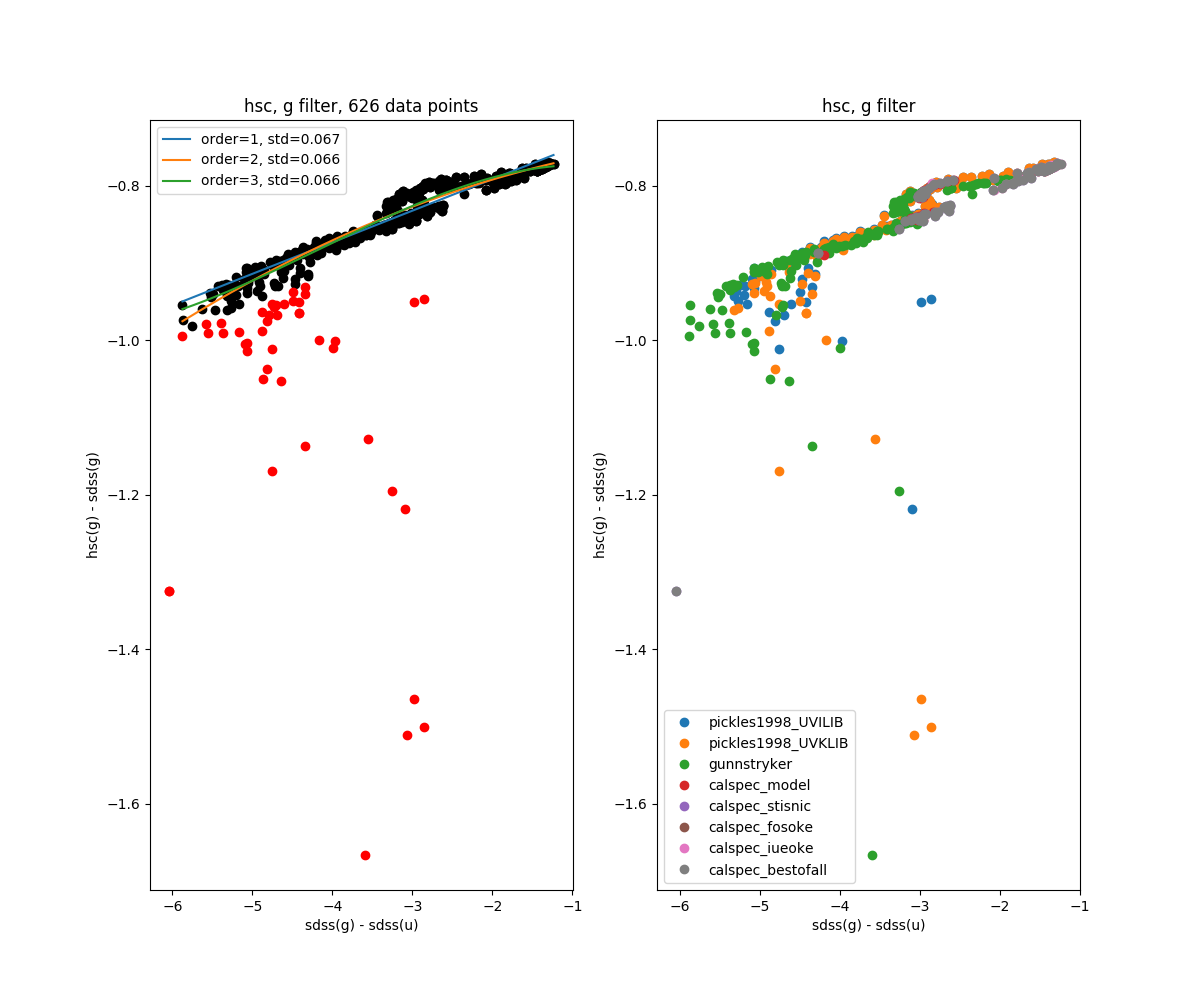 hsc, g filter, 626 data points
order=1, std=0.067
order=2, std=0.066
order=3, std=0.066
−0.8
−1.0
−1.2
−1.4
−1.6
hsc(g) - sdss(g)
−6
−5
−4
−3
−2
−1
sdss(g) - sdss(u)
hsc, g filter
−0.8
−1.0
−1.2
−1.4
−1.6
hsc(g) - sdss(g)
pickles1998_UVILIB
pickles1998_UVKLIB
gunnstryker
calspec_model
calspec_stisnic
calspec_fosoke
calspec_iueoke
calspec_bestofall
−6
−5
−4
−3
−2
−1
sdss(g) - sdss(u)